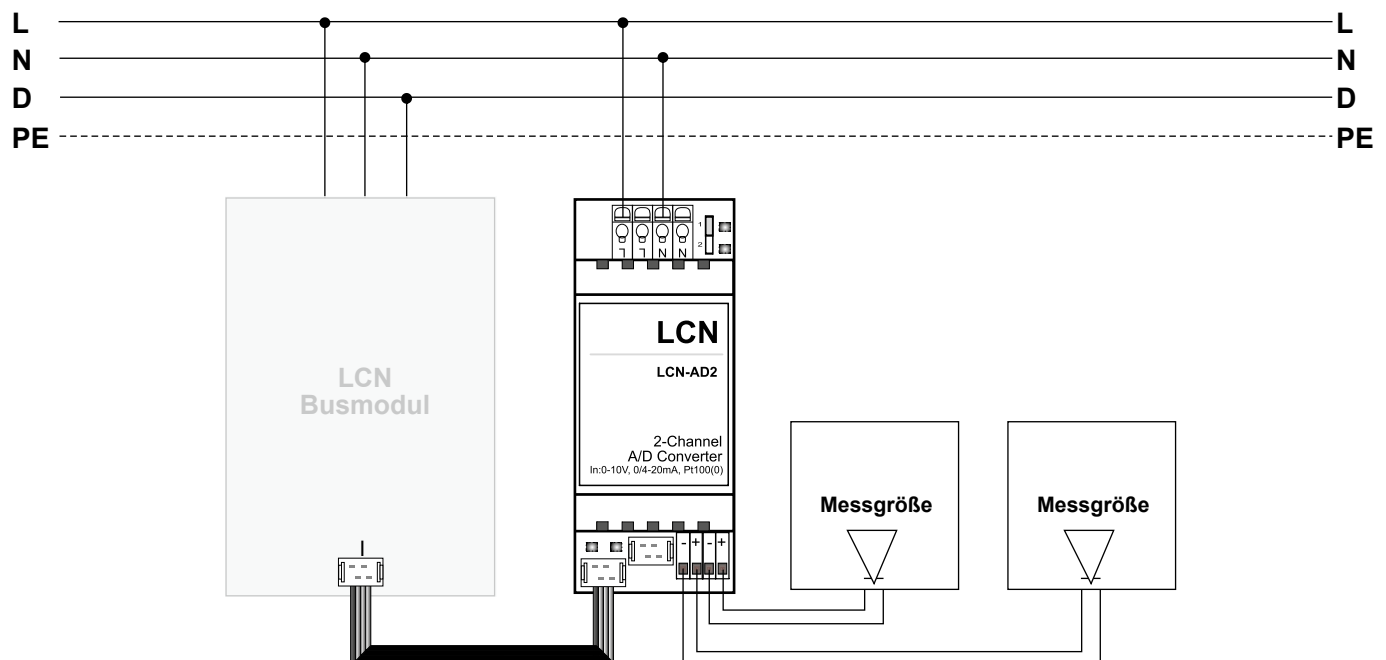 L L
N N
D D
PE PE
L L N N
1
2
LCN
LCN-AD2
LCN
Busmodul
2-Channel
A/D Converter
In:0-10V, 0/4-20mA, Pt100(0)
Messgröße Messgröße
I
- + - +